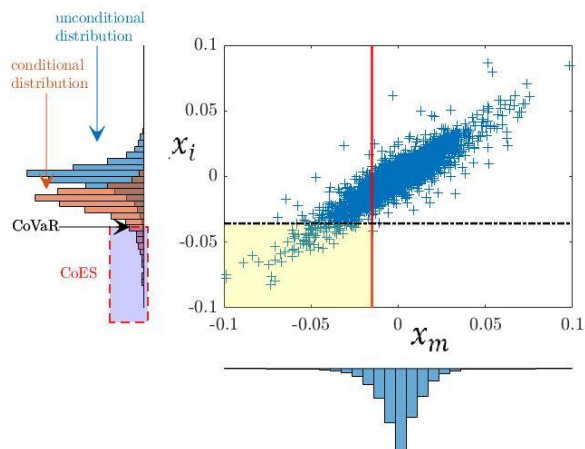 unconditional
distribution
conditional
distribution
CoVaR
CoES
x_i
0.1
0.05
0
-0.05
-0.1
-0.1
-0.05
0
0.05
0.1
x_m